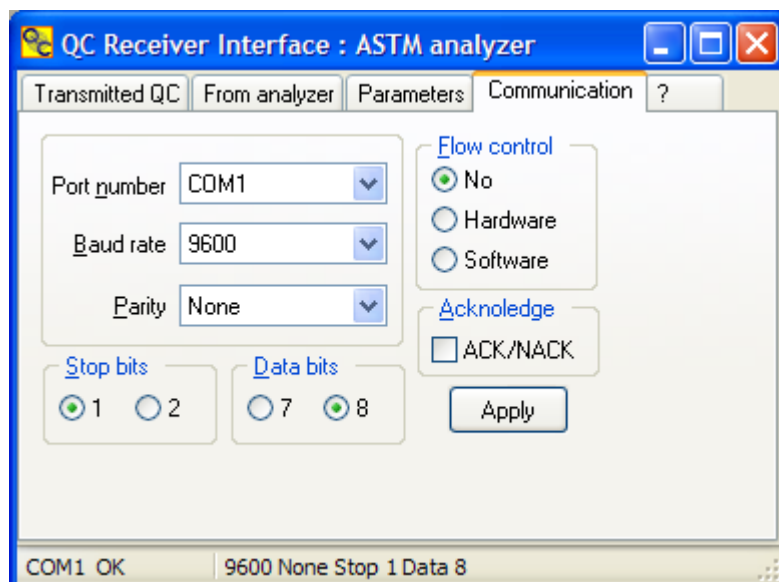 QC QC Receiver Interface : ASTM analyzer
Transmitted QC From analyzer Parameters Communication ?
Port number COM1
Baud rate 9600
Parity None
Flow control
No
Hardware
Software
Acknoledge
ACK/NACK
Stop bits
1 2
Data bits
7 8
Apply
COM1 OK 9600 None Stop 1 Data 8